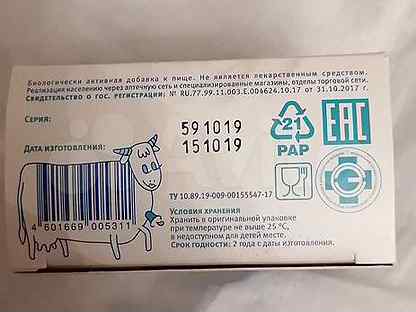 Биологически активная добавка к пище. Не является лекарственным средством.
Реализация населению через аптечную сеть и специализированные магазины, отделы торговой сети.
Свидетельство о гос. регистрации: № RU.77.99.11.003.Е.004624.10.17 от 31.10.2017 г.
Серия: 591019
Дата изготовления: 151019
21
PAP
ЕАС
ТУ 10.89.19-009-00155547-17
Условия хранения
Хранить в оригинальной упаковке
при температуре не выше 25 °С,
в недоступном для детей месте.
Срок годности: 2 года с даты изготовления.
4 601669 005311